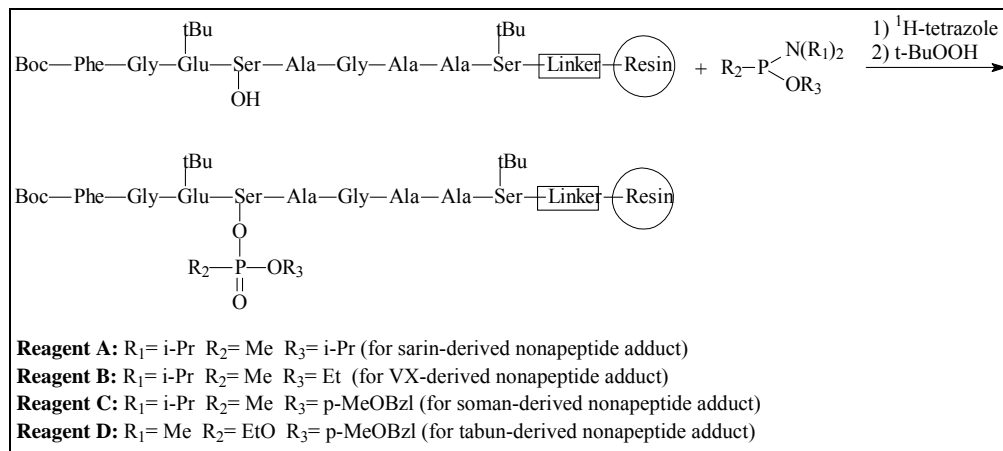 tBu tBu
Boc—Phe—Gly—Glu—Ser—Ala—Gly—Ala—Ala—Ser—Linker—Resin
OH
+ R₂—P N(R₁)₂
OR₃
1) ¹H-tetrazole
2) t-BuOOH
tBu tBu
Boc—Phe—Gly—Glu—Ser—Ala—Gly—Ala—Ala—Ser—Linker—Resin
O
R₂—P—OR₃
O
Reagent A: R₁= i-Pr R₂= Me R₃= i-Pr (for sarin-derived nonapeptide adduct)
Reagent B: R₁= i-Pr R₂= Me R₃= Et (for VX-derived nonapeptide adduct)
Reagent C: R₁= i-Pr R₂= Me R₃= p-MeOBzl (for soman-derived nonapeptide adduct)
Reagent D: R₁= Me R₂= EtO R₃= p-MeOBzl (for tabun-derived nonapeptide adduct)